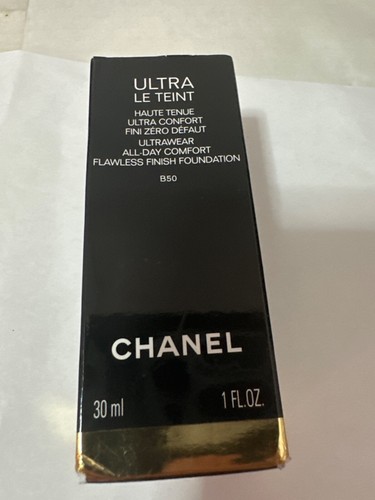 ULTRA
LE TEINT
HAUTE TENUE
ULTRA CONFORT
FINI ZÉRO DÉFAUT
ULTRAWEAR
ALL-DAY COMFORT
FLAWLESS FINISH FOUNDATION
B50
CHANEL
30 ml 1 FL.OZ.